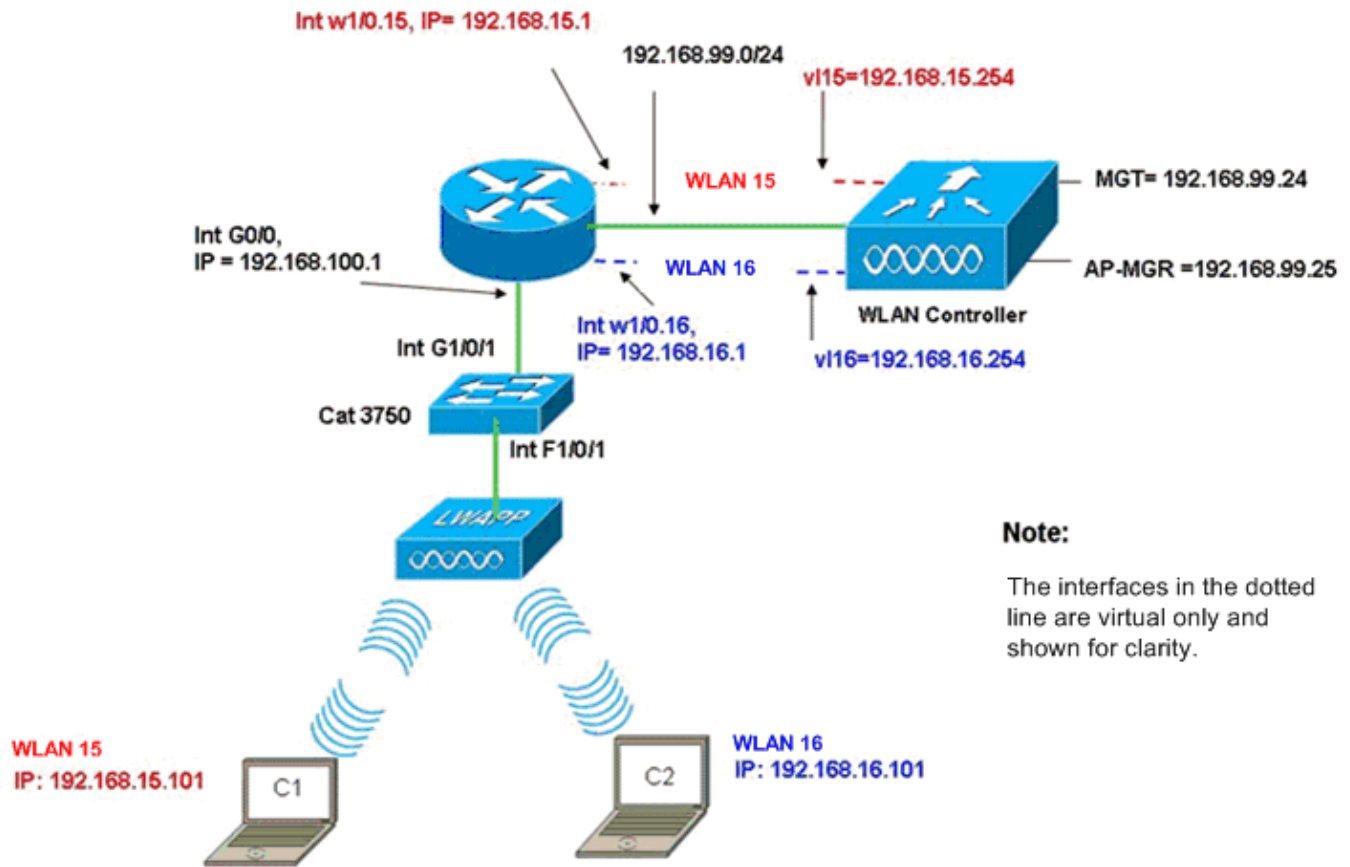 Int w1/0.15, IP= 192.168.15.1
192.168.99.0/24
vl15=192.168.15.254
WLAN 15
MGT= 192.168.99.24
Int G0/0,
IP = 192.168.100.1
WLAN 16
AP-MGR =192.168.99.25
WLAN Controller
Int w1/0.16,
IP= 192.168.16.1
vl16=192.168.16.254
Int G1/0/1
Cat 3750
Int F1/0/1
LWAPP
Note:
The interfaces in the dotted
line are virtual only and
shown for clarity.
WLAN 15
IP: 192.168.15.101
C1
C2
WLAN 16
IP: 192.168.16.101